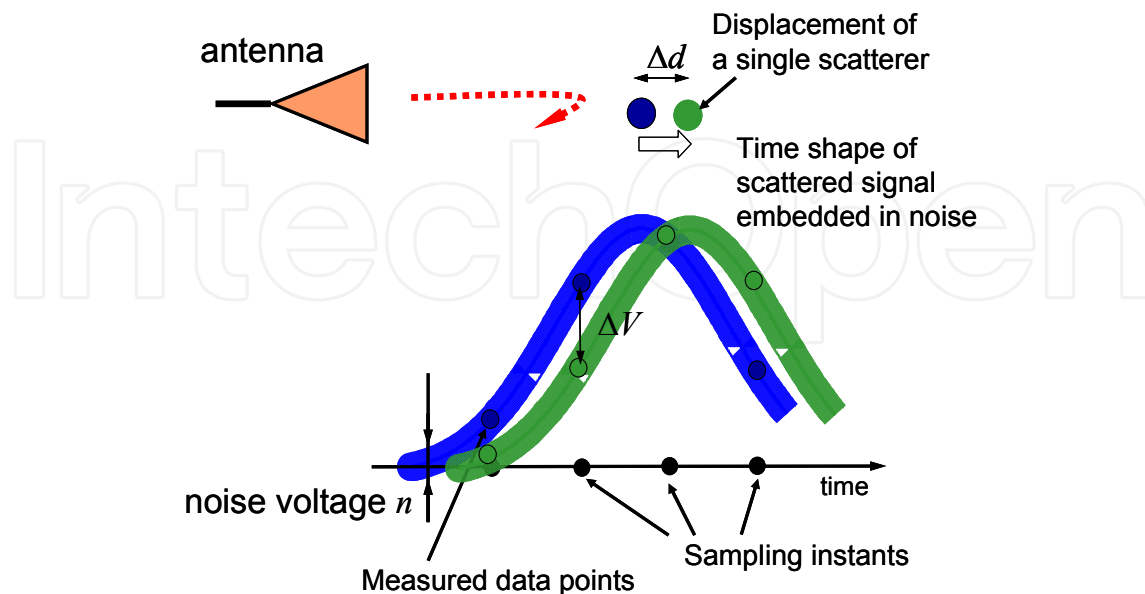 Displacement of
a single scatterer
antenna
Δd
Time shape of
scattered signal
embedded in noise
IntechOpen
ΔV
time
noise voltage n
Sampling instants
Measured data points